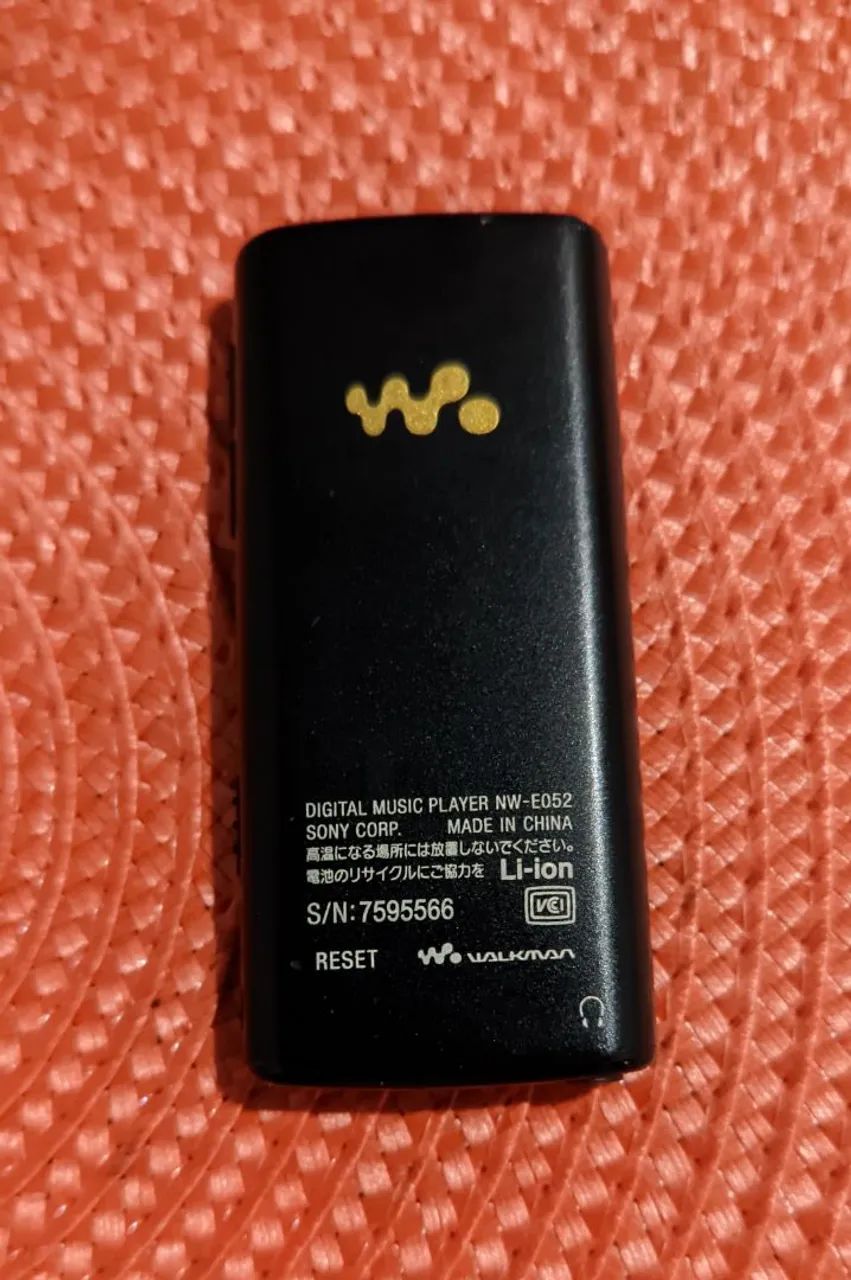 W.
DIGITAL MUSIC PLAYER NW-E052
SONY CORP. MADE IN CHINA
高温になる場所には放置しないでください。
電池のリサイクルにご協力を Li-ion
S/N:7595566 VCI
RESET W. WALKMAN